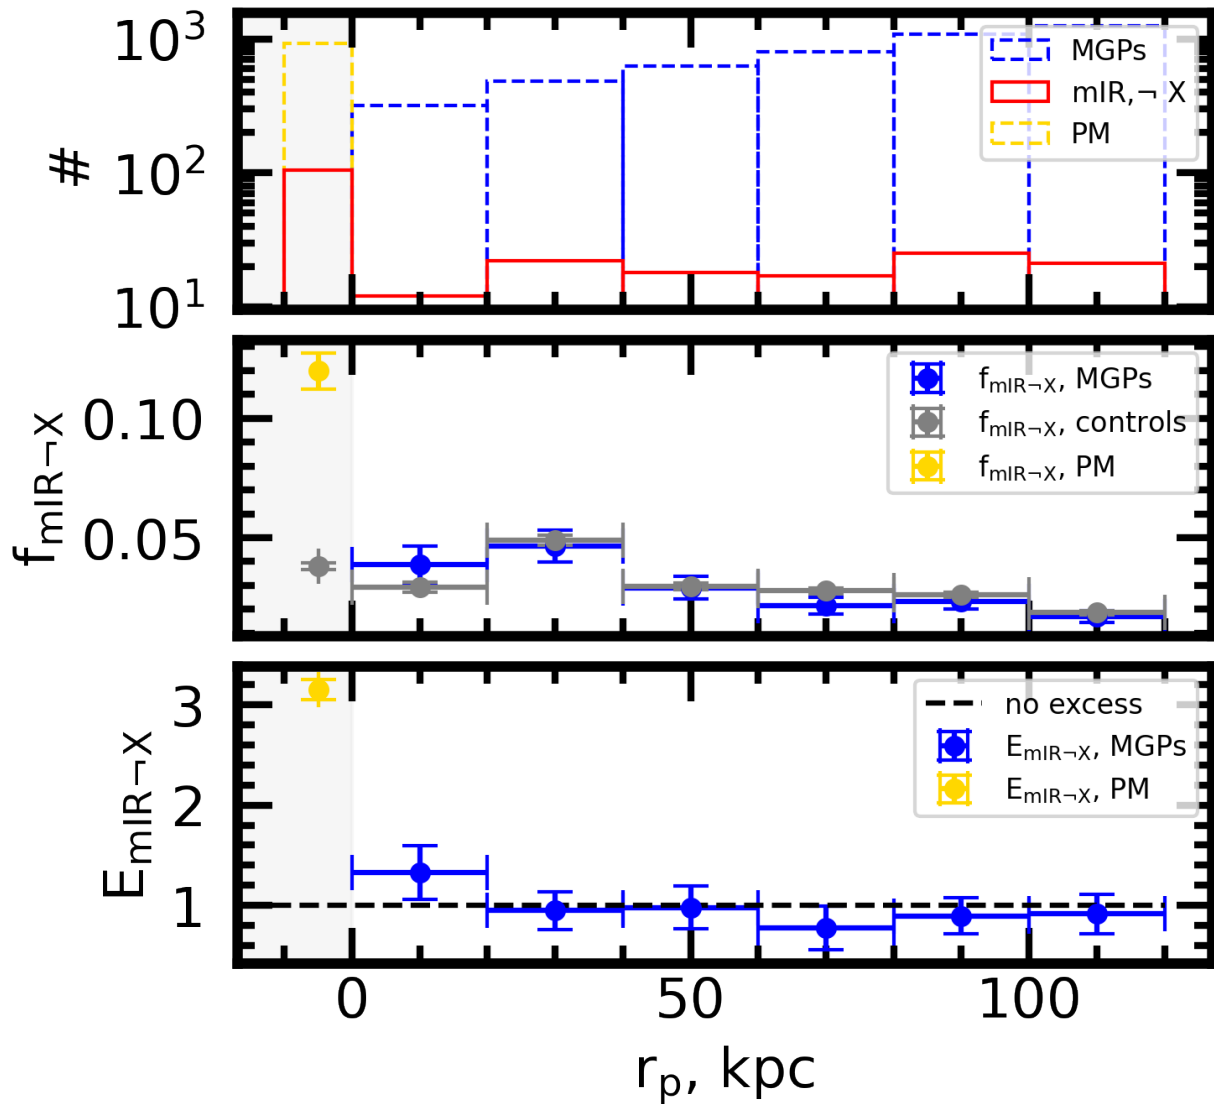 10³
10²
10¹
#
MGPs
mIR,¬ X
PM
0.10
0.05
f_mIR¬X
f_mIR¬X, MGPs
f_mIR¬X, controls
f_mIR¬X, PM
3
2
1
E_mIR¬X
no excess
E_mIR¬X, MGPs
E_mIR¬X, PM
0 50 100
r_p, kpc